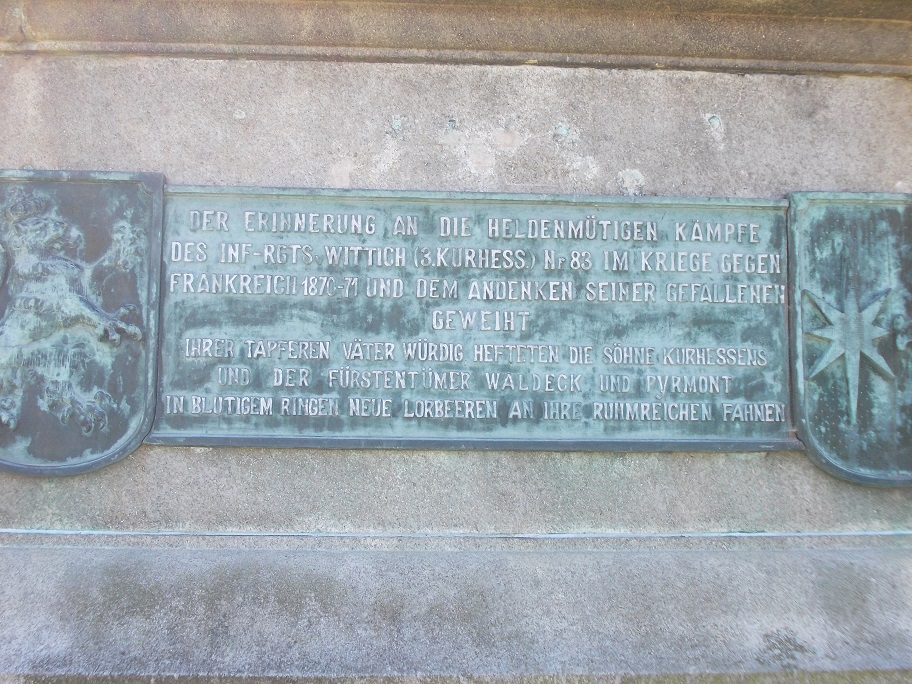 DER ERINNERUNG AN DIE HELDENMÜTIGEN KÄMPFE
DES INF-RGTS. WITTICH (3.KURHESS.) Nr 83 IM KRIEGE GEGEN
FRANKREICH 1870-71 UND DEM ANDENKEN SEINER GEFALLENEN
GEWEIHT
IHRER TAPFEREN VÄTER WÜRDIG HEFTETEN DIE SÖHNE KURHESSENS
UND DER FÜRSTENTÜMER WALDECK UND PYRMONT
IN BLUTIGEM RINGEN NEUE LORBEEREN AN IHRE RUHMREICHEN FAHNEN